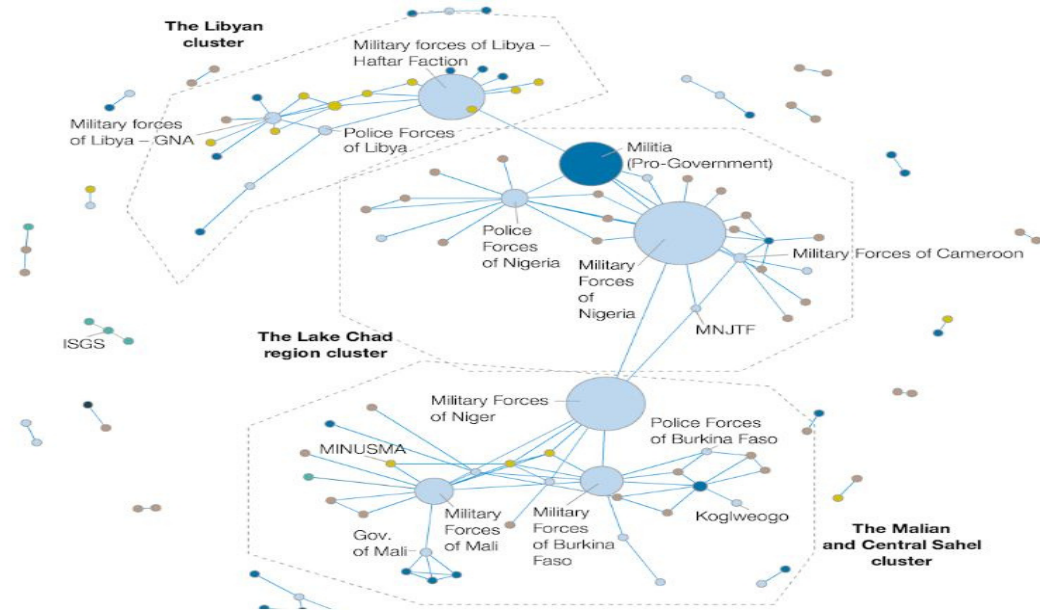 The Libyan
cluster
Military forces of Libya –
Haftar Faction
Military forces
of Libya – GNA
Police Forces
of Libya
Militia
(Pro-Government)
Police
Forces
of Nigeria
Military
Forces
of
Nigeria
Military Forces of Cameroon
MNJTF
ISGS
The Lake Chad
region cluster
Military Forces
of Niger
Police Forces
of Burkina Faso
MINUSMA
Koglweogo
Gov.
of Mali
Military
Forces
of Mali
Military
Forces
of Burkina
Faso
The Malian
and Central Sahel
cluster